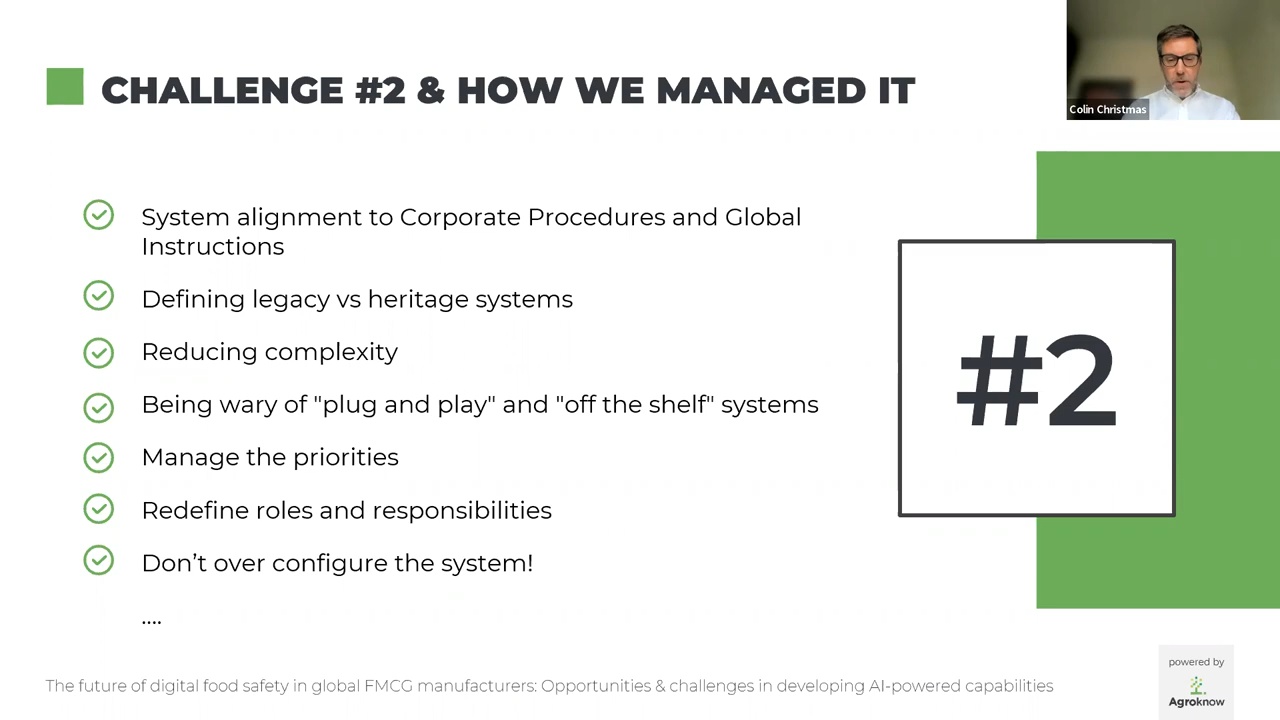 CHALLENGE #2 & HOW WE MANAGED IT
Colin Christmas
System alignment to Corporate Procedures and Global
Instructions
Defining legacy vs heritage systems
Reducing complexity
Being wary of "plug and play" and "off the shelf" systems
Manage the priorities
Redefine roles and responsibilities
Don’t over configure the system!
....
#2
The future of digital food safety in global FMCG manufacturers: Opportunities & challenges in developing AI-powered capabilities
powered by
Agroknow